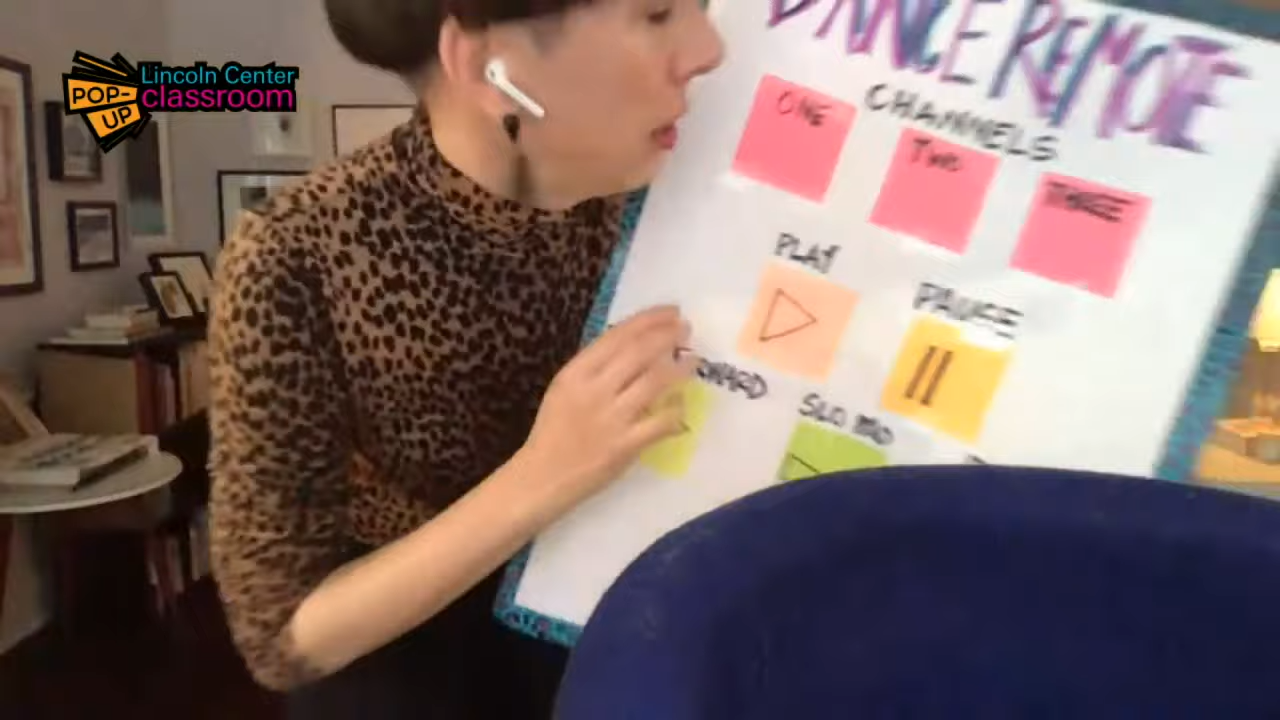 Lincoln Center
POP-
UP
classroom
DANCE REMOTE
CHANNELS
ONE
TWO
THREE
PLAY
PAUSE
SLO MO